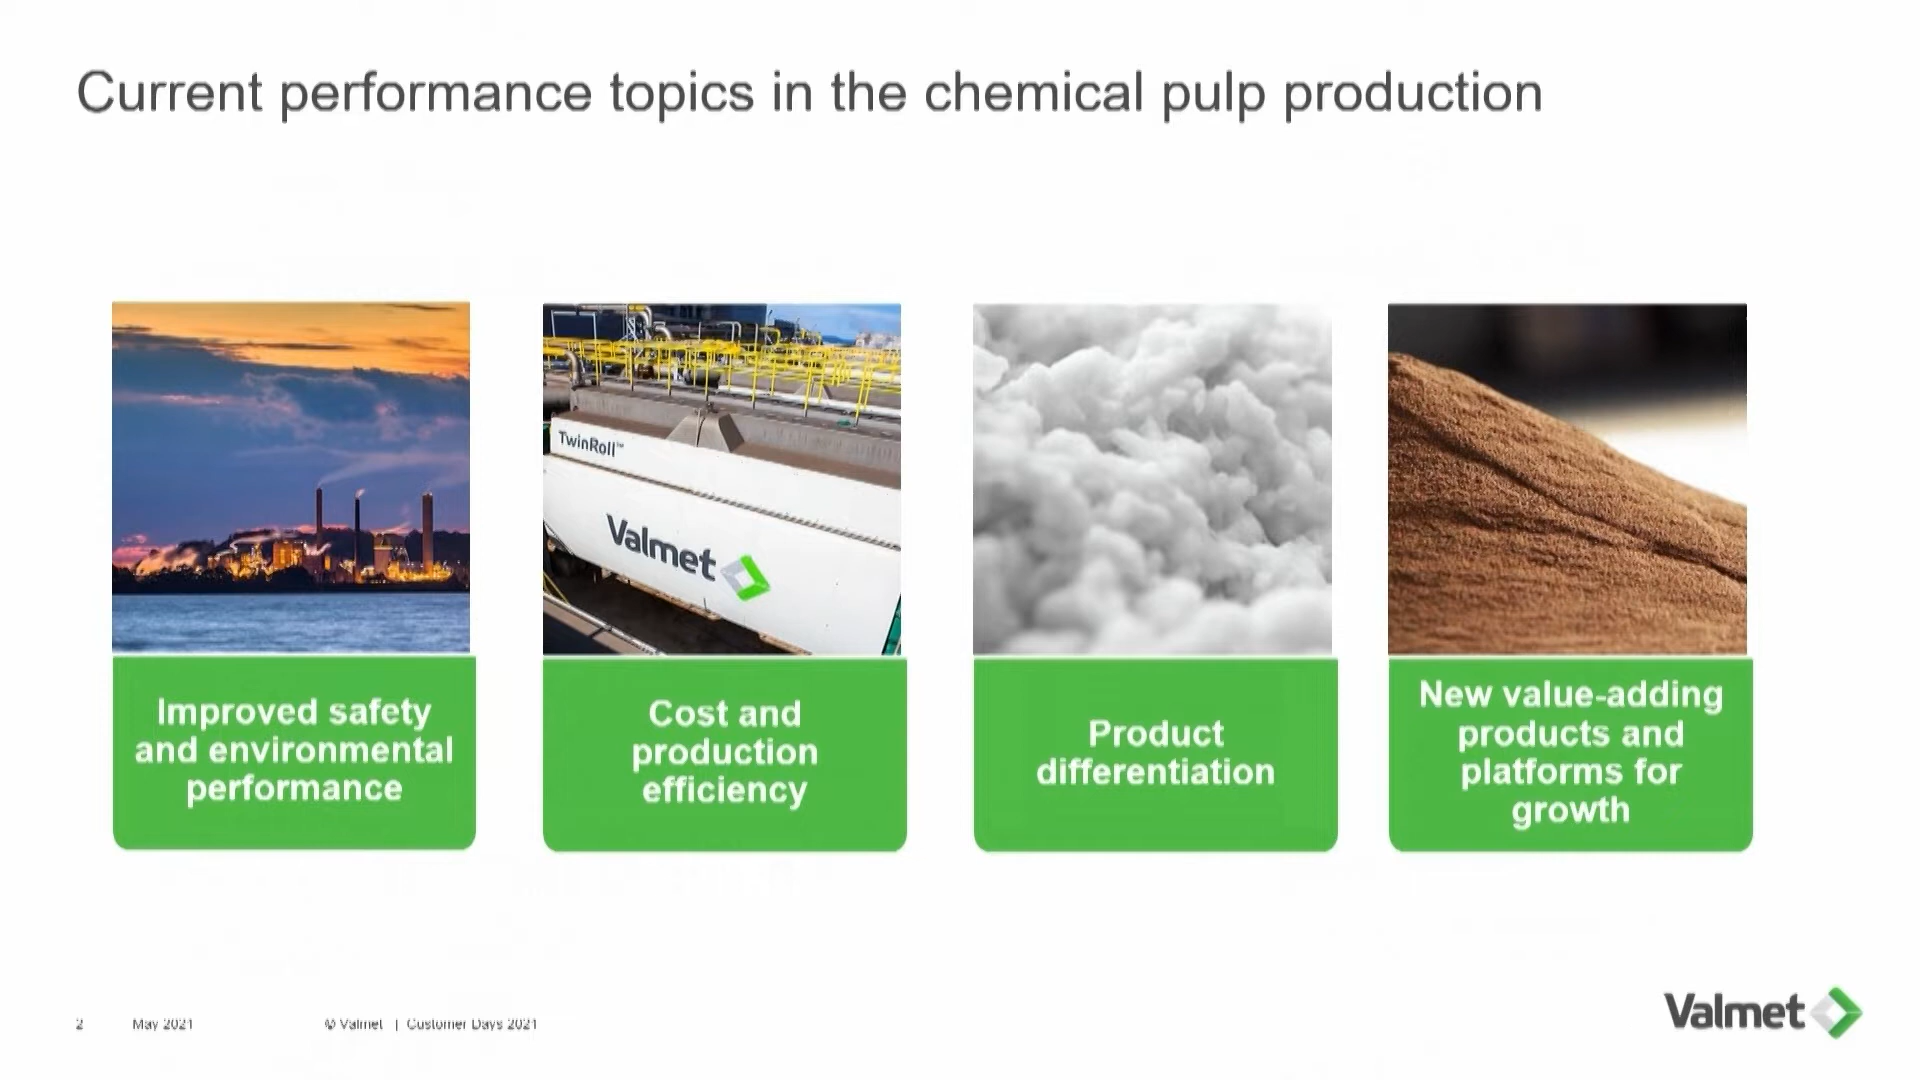 Current performance topics in the chemical pulp production
TwinRoll™
Valmet
Improved safety
and environmental
performance
Cost and
production
efficiency
Product
differentiation
New value-adding
products and
platforms for
growth
2 May 2021 © Valmet | Customer Days 2021
Valmet